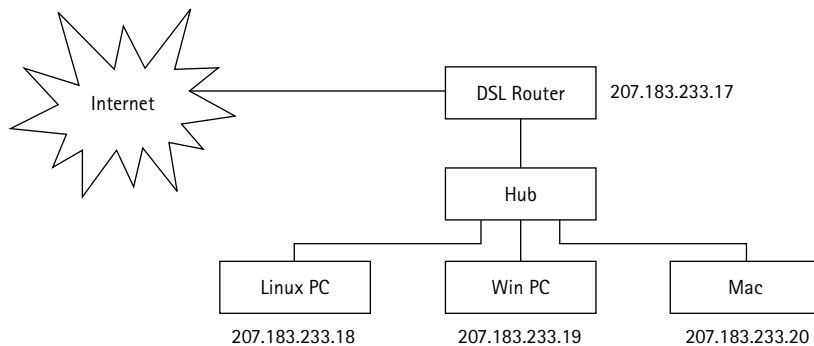 Internet
DSL Router
207.183.233.17
Hub
Linux PC
Win PC
Mac
207.183.233.18
207.183.233.19
207.183.233.20